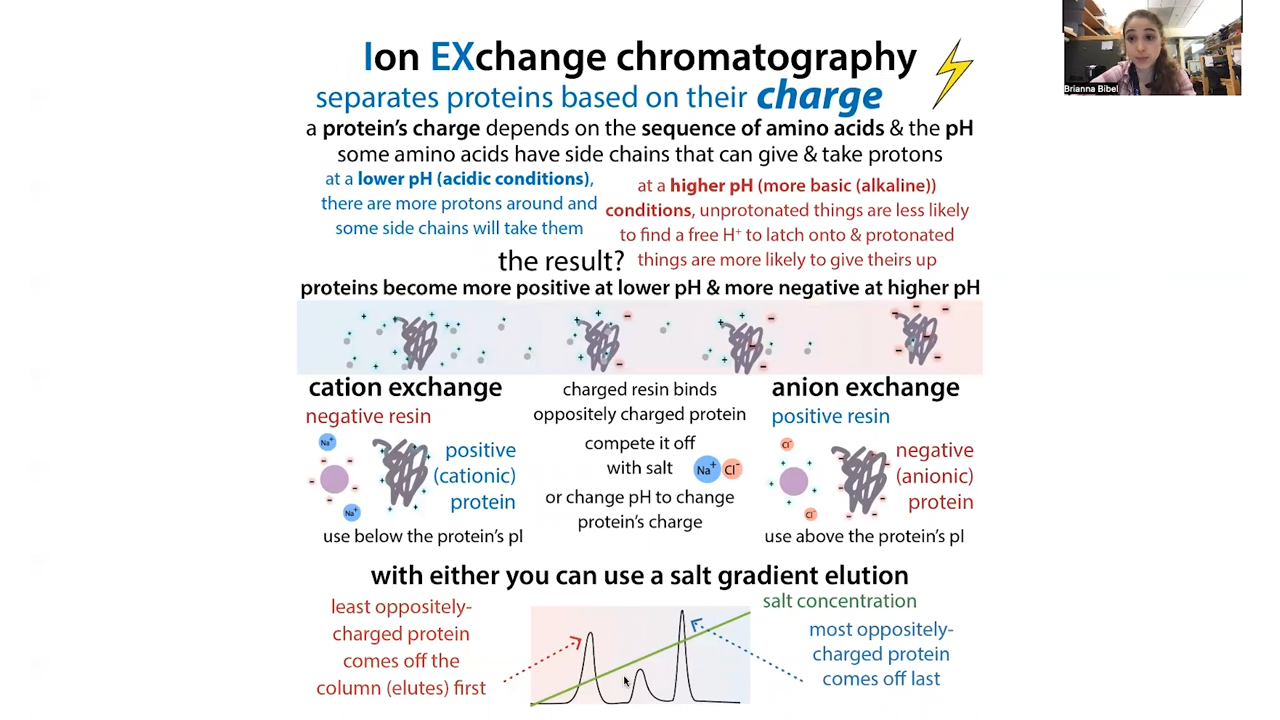 Ion EXchange chromatography
separates proteins based on their charge
a protein's charge depends on the sequence of amino acids & the pH
some amino acids have side chains that can give & take protons
at a lower pH (acidic conditions),
there are more protons around and
some side chains will take them
at a higher pH (more basic (alkaline))
conditions, unprotonated things are less likely
to find a free H⁺ to latch onto & protonated
things are more likely to give theirs up
the result?
proteins become more positive at lower pH & more negative at higher pH
cation exchange
negative resin
Na⁺
positive
(cationic)
protein
Na⁺
use below the protein's pI
charged resin binds
oppositely charged protein
compete it off
with salt
Na⁺ Cl⁻
or change pH to change
protein's charge
anion exchange
positive resin
Cl⁻
negative
(anionic)
protein
Cl⁻
use above the protein's pI
with either you can use a salt gradient elution
least oppositely-
charged protein
comes off the
column (elutes) first
salt concentration
most oppositely-
charged protein
comes off last
Brianna Bibel